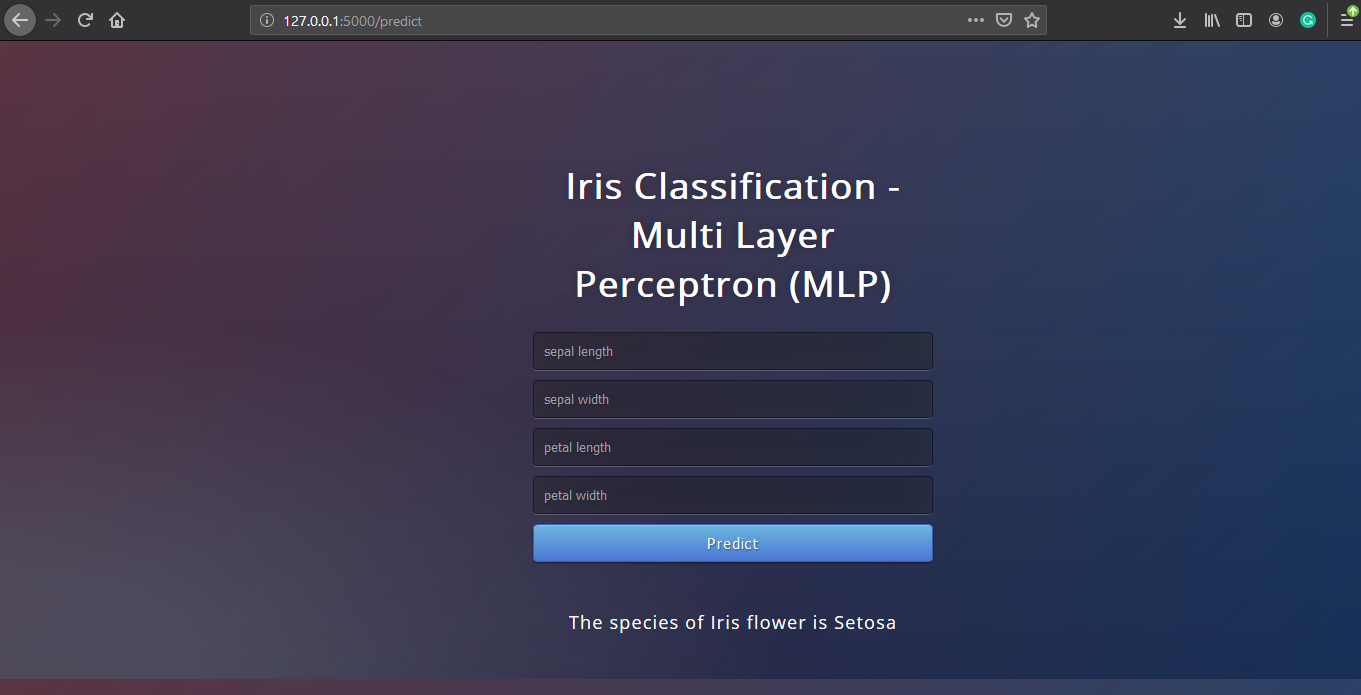 127.0.0.1:5000/predict
Iris Classification -
Multi Layer
Perceptron (MLP)
sepal length
sepal width
petal length
petal width
Predict
The species of Iris flower is Setosa